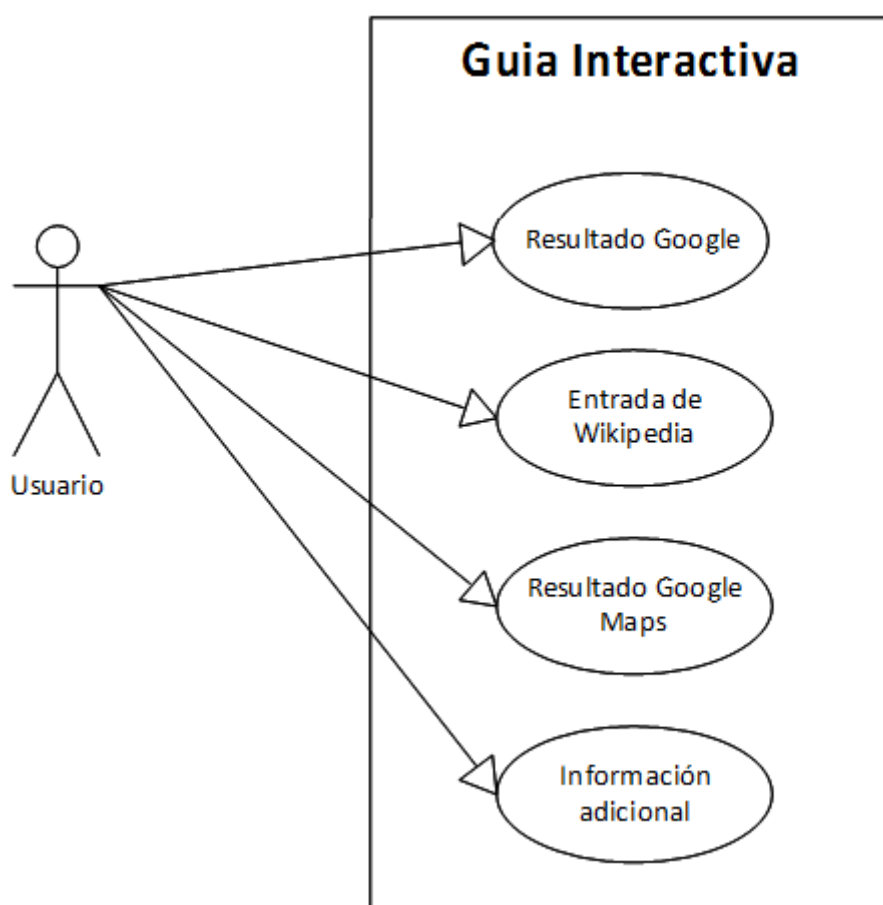 Guia Interactiva
Resultado Google
Entrada de
Wikipedia
Usuario
Resultado Google
Maps
Información
adicional